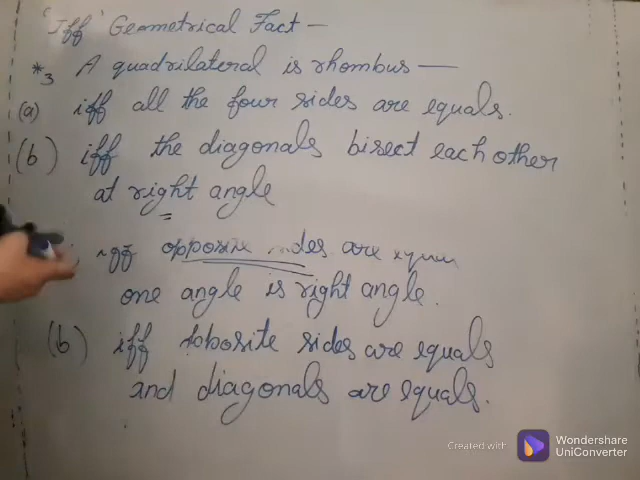 'Iff' Geometrical Fact —
*3 A quadrilateral is rhombus —
(a) iff all the four sides are equals.
(b) iff the diagonals bisect each other
at right angle
iff opposite sides are
one angle is right angle.
(b) iff opposite sides are equals
and diagonals are equals.
Created with
Wondershare
UniConverter